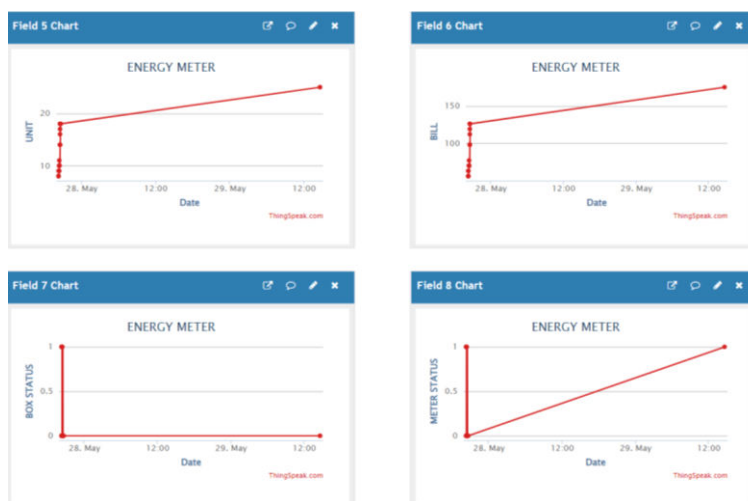 Field 5 Chart
ENERGY METER
UNIT
20
10
28. May 12:00 29. May 12:00
Date
ThingSpeak.com
Field 6 Chart
ENERGY METER
BILL
150
100
28. May 12:00 29. May 12:00
Date
ThingSpeak.com
Field 7 Chart
ENERGY METER
BOX STATUS
1
0.5
0
28. May 12:00 29. May 12:00
Date
ThingSpeak.com
Field 8 Chart
ENERGY METER
METER STATUS
1
0.5
0
28. May 12:00 29. May 12:00
Date
ThingSpeak.com